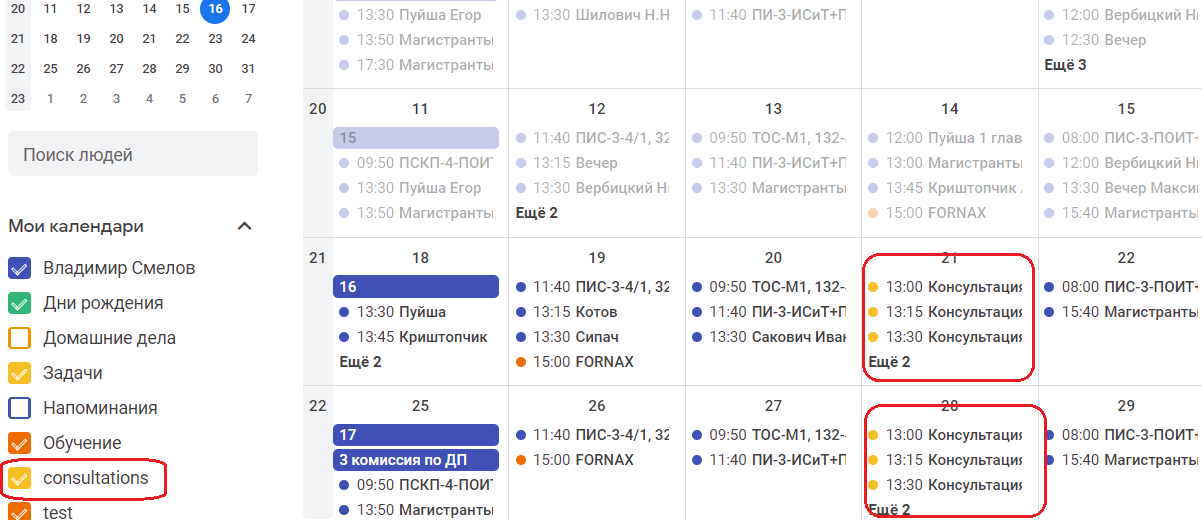 20 11 12 13 14 15 16 17
21 18 19 20 21 22 23 24
22 25 26 27 28 29 30 31
23 1 2 3 4 5 6 7
Поиск людей
Мои календари
Владимир Смелов
Дни рождения
Домашние дела
Задачи
Напоминания
Обучение
consultations
test
13:30 Пуйша Егор
13:50 Магистранты
17:30 Магистранты
13:30 Шилович Н.Н
11:40 ПИ-3-ИСиТ+П
12:00 Вербицкий Ни
12:30 Вечер
Ещё 3
20
11
15
09:50 ПСКП-4-ПОИТ
13:30 Пуйша Егор
13:50 Магистранты
12
11:40 ПИС-3-4/1, 32
13:15 Вечер
13:30 Вербицкий Ни
Ещё 2
13
09:50 ТОС-М1, 132-
11:40 ПИ-3-ИСиТ+П
13:30 Магистранты
14
12:00 Пуйша 1 глав
13:00 Магистранты
13:45 Криштопчик
15:00 FORNAX
15
08:00 ПИС-3-ПОИТ+
12:00 Вербицкий Ни
13:30 Вечер Макси
15:40 Магистранты
21
18
16
13:30 Пуйша
13:45 Криштопчик
Ещё 2
19
11:40 ПИС-3-4/1, 32
13:15 Котов
13:30 Сипач
15:00 FORNAX
20
09:50 ТОС-М1, 132-
11:40 ПИ-3-ИСиТ+П
13:30 Сакович Иван
21
13:00 Консультация
13:15 Консультация
13:30 Консультация
Ещё 2
22
08:00 ПИС-3-ПОИТ+
15:40 Магистранты
22
25
17
3 комиссия по ДП
09:50 ПСКП-4-ПОИТ
13:50 Магистранты
26
11:40 ПИС-3-4/1, 32
15:00 FORNAX
27
09:50 ТОС-М1, 132-
11:40 ПИ-3-ИСиТ+П
28
13:00 Консультация
13:15 Консультация
13:30 Консультация
Ещё 2
29
08:00 ПИС-3-ПОИТ+
15:40 Магистранты